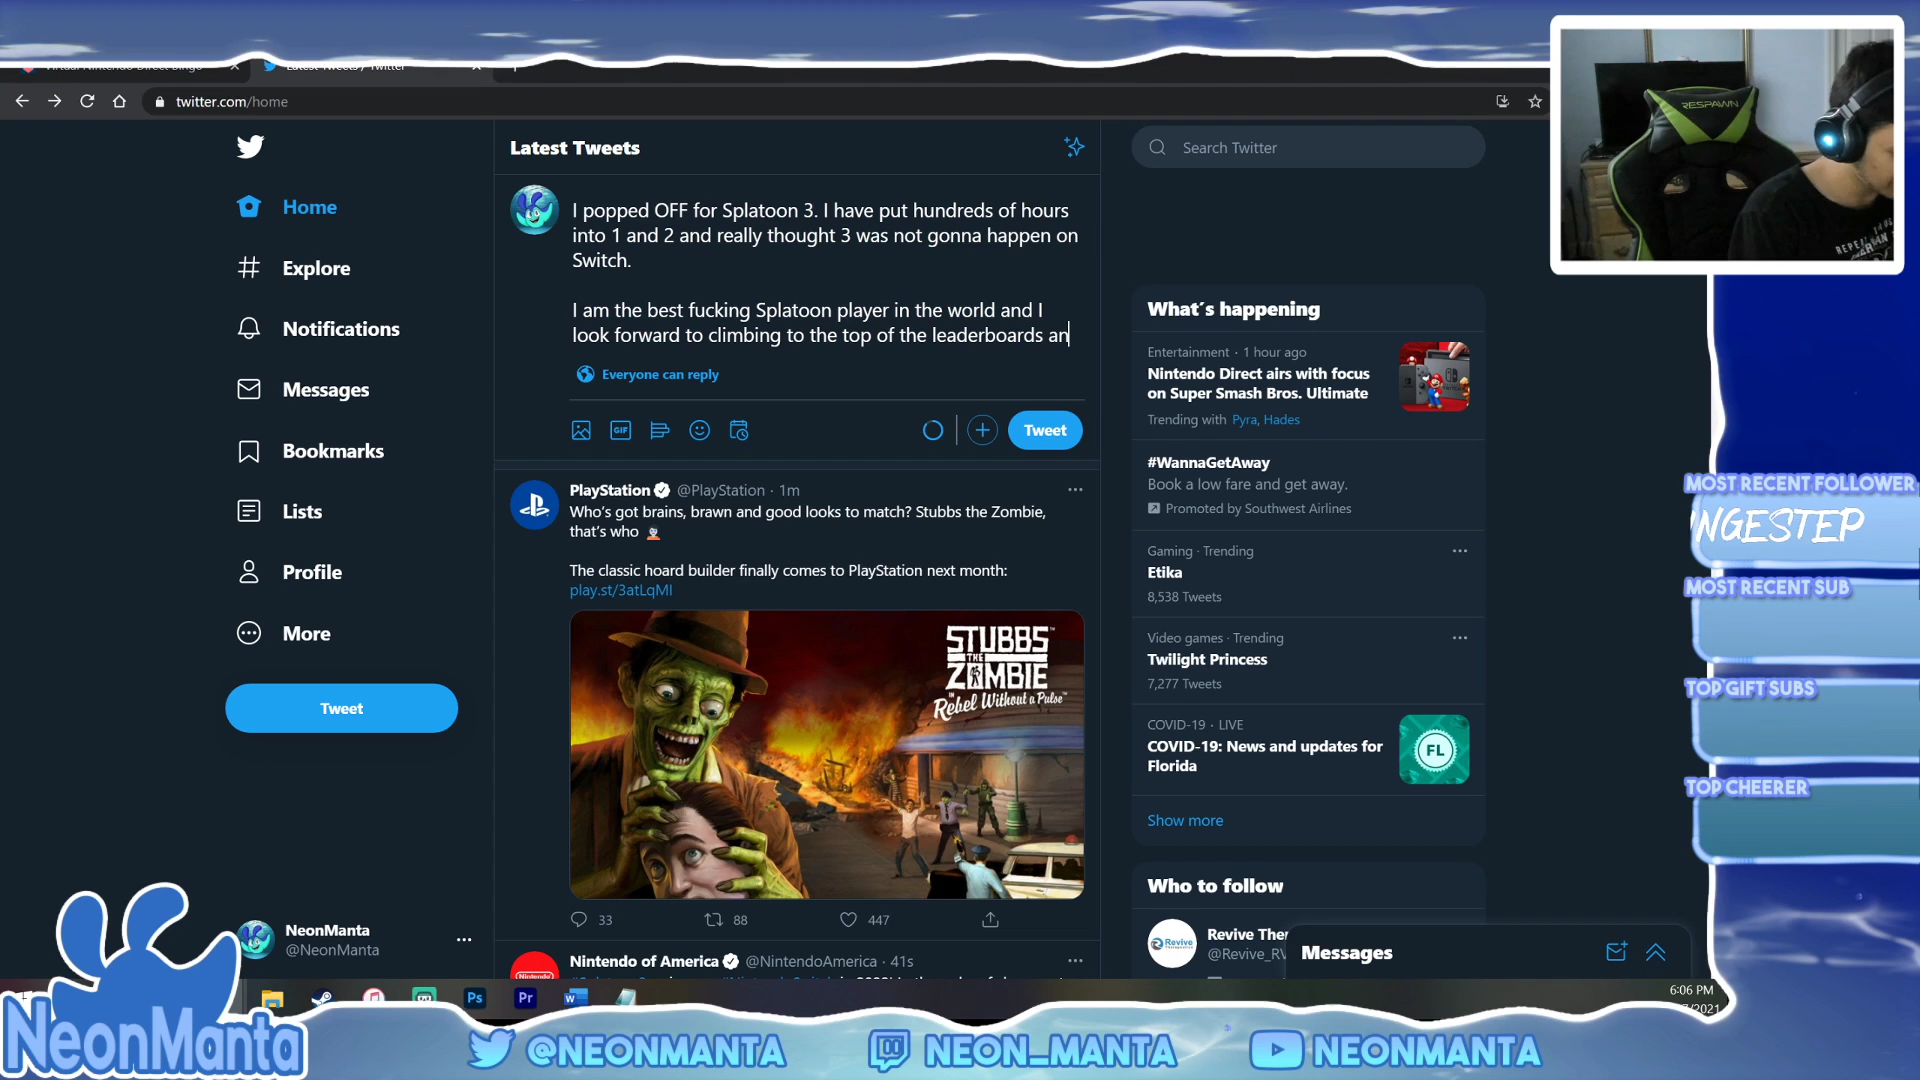 Latest Tweets / Twitter
twitter.com/home
RESPAWN
Latest Tweets
Search Twitter
Home
Explore
Notifications
Messages
Bookmarks
Lists
Profile
More
Tweet
I popped OFF for Splatoon 3. I have put hundreds of hours
into 1 and 2 and really thought 3 was not gonna happen on
Switch.
I am the best fucking Splatoon player in the world and I
look forward to climbing to the top of the leaderboards an
Everyone can reply
GIF
Tweet
PlayStation @PlayStation · 1m
Who's got brains, brawn and good looks to match? Stubbs the Zombie,
that's who
The classic hoard builder finally comes to PlayStation next month:
play.st/3atLqMI
STUBBS
THE
ZOMBIE
IN
Rebel Without a Pulse
33
88
447
Nintendo of America @NintendoAmerica · 41s
What's happening
Entertainment · 1 hour ago
Nintendo Direct airs with focus
on Super Smash Bros. Ultimate
Trending with Pyra, Hades
#WannaGetAway
Book a low fare and get away.
Promoted by Southwest Airlines
Gaming · Trending
Etika
8,538 Tweets
Video games · Trending
Twilight Princess
7,277 Tweets
COVID-19 · LIVE
COVID-19: News and updates for
Florida
FL
Show more
Who to follow
Revive
Revive Ther
@Revive_RV
Messages
NeonManta
@NeonManta
MOST RECENT FOLLOWER
NGESTEP
MOST RECENT SUB
TOP GIFT SUBS
TOP CHEERER
Ps
Pr
6:06 PM
2021
NeonManta
@NEONMANTA
NEON_MANTA
NEONMANTA